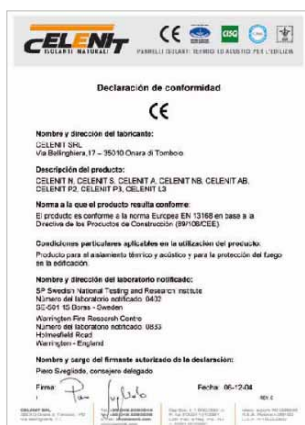 CELENIT
ISOLANTI NATURALI
CE
CISQ
PANNELLI ISOLANTI TERMICI ED ACUSTICI PER L'EDILIZIA
Declaración de conformidad
CE
Nombre y dirección del fabricante:
CELENIT SRL
Via Bellinghiera,17 – 35010 Onara di Tombolo
Descripción del producto:
CELENIT N, CELENIT S, CELENIT A, CELENIT NB, CELENIT AB,
CELENIT P2, CELENIT P3, CELENIT L3
Norma a la que el producto resulta conforme:
El producto es conforme a la norma Europea EN 13168 en base a la
Directiva de los Productos de Construcción (89/106/CEE)
Condiciones particulares aplicables en la utilización del producto:
Producto para el aislamiento térmico y acústico y para la protección del fuego
en la edificación.
Nombre y dirección del laboratorio notificado:
SP Swedish National Testing and Research Institute
Número del laboratorio notificado 0402
SE-501 15 Boras - Sweden
Warrington Fire Research Centre
Número del laboratorio notificado 0833
Holmesfield Road
Warrington - England
Nombre y cargo del firmante autorizado de la declaración:
Piero Svegliado, consejero delegado
Firma:
Fecha: 06-12-04
CELENIT SRL